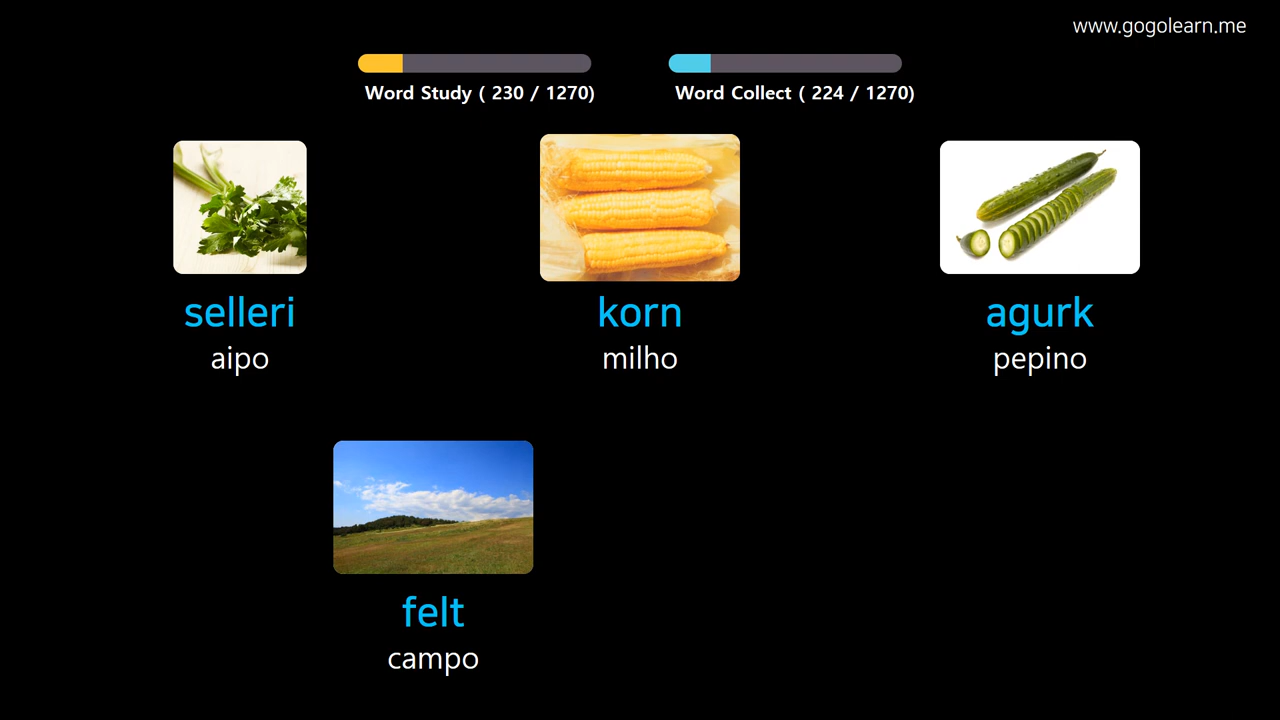 www.gogolearn.me
Word Study ( 230 / 1270)
Word Collect ( 224 / 1270)
selleri
aipo
korn
milho
agurk
pepino
felt
campo